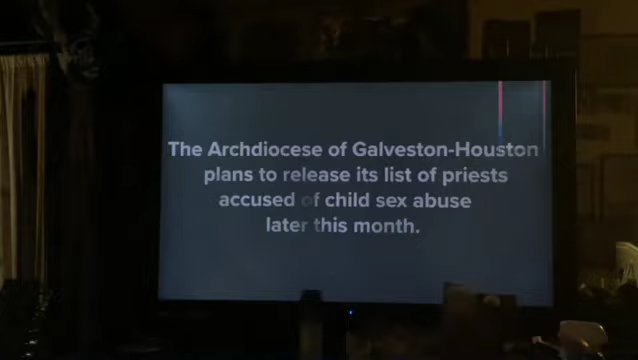 The Archdiocese of Galveston-Houston
plans to release its list of priests
accused of child sex abuse
later this month.